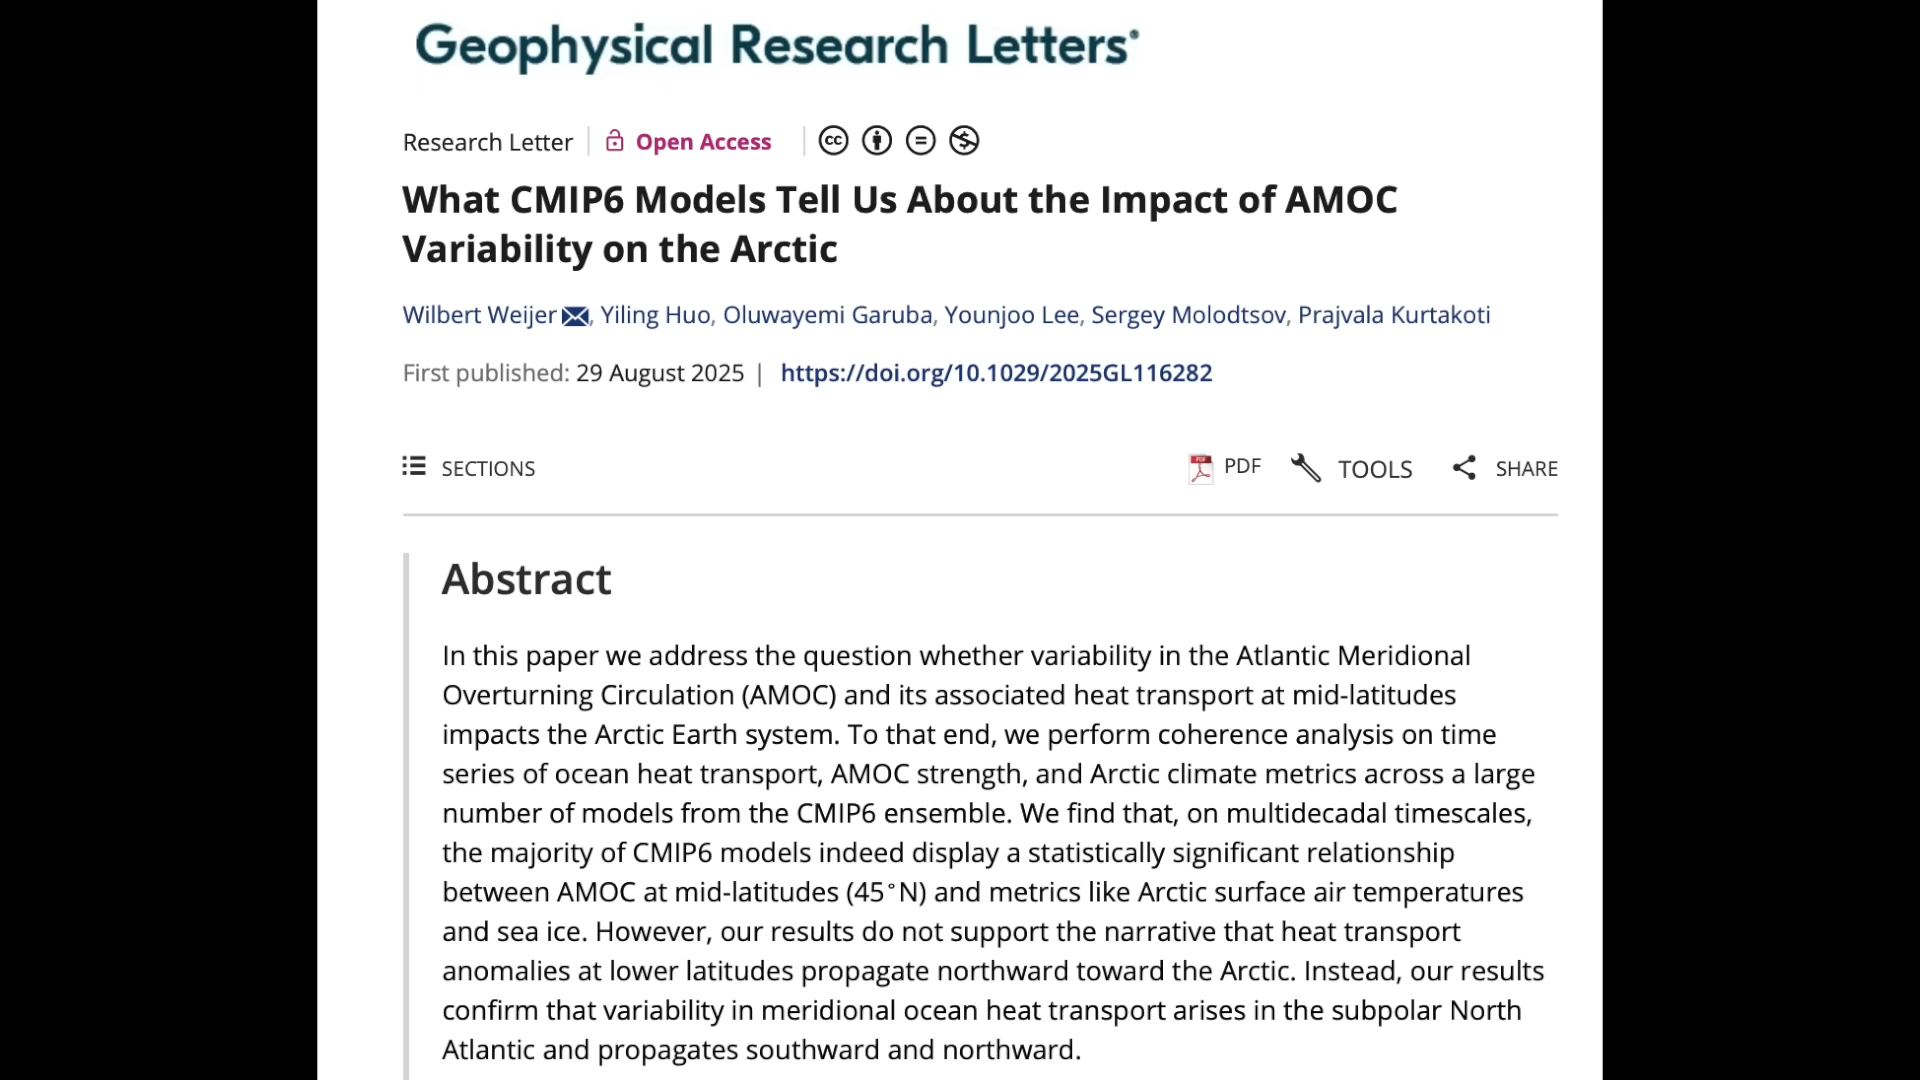 Geophysical Research Letters®
Research Letter | Open Access | cc
What CMIP6 Models Tell Us About the Impact of AMOC
Variability on the Arctic
Wilbert Weijer, Yiling Huo, Oluwayemi Garuba, Younjoo Lee, Sergey Molodtsov, Prajvala Kurtakoti
First published: 29 August 2025 | https://doi.org/10.1029/2025GL116282
SECTIONS PDF TOOLS SHARE
Abstract
In this paper we address the question whether variability in the Atlantic Meridional
Overturning Circulation (AMOC) and its associated heat transport at mid-latitudes
impacts the Arctic Earth system. To that end, we perform coherence analysis on time
series of ocean heat transport, AMOC strength, and Arctic climate metrics across a large
number of models from the CMIP6 ensemble. We find that, on multidecadal timescales,
the majority of CMIP6 models indeed display a statistically significant relationship
between AMOC at mid-latitudes (45°N) and metrics like Arctic surface air temperatures
and sea ice. However, our results do not support the narrative that heat transport
anomalies at lower latitudes propagate northward toward the Arctic. Instead, our results
confirm that variability in meridional ocean heat transport arises in the subpolar North
Atlantic and propagates southward and northward.